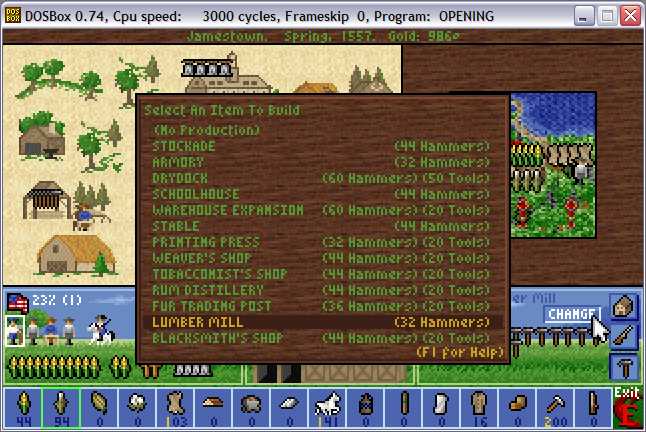 DOSBox 0.74, Cpu speed: 3000 cycles, Frameskip 0, Program: OPENING
Jamestown. Spring, 1557. Gold: 986°
Select An Item To Build
(No Production)
STOCKADE (44 Hammers)
ARMORY (32 Hammers)
DRYDOCK (60 Hammers) (50 Tools)
SCHOOLHOUSE (44 Hammers)
WAREHOUSE EXPANSION (60 Hammers) (20 Tools)
STABLE (44 Hammers)
PRINTING PRESS (32 Hammers) (20 Tools)
WEAVER'S SHOP (44 Hammers) (20 Tools)
TOBACCONIST'S SHOP (44 Hammers) (20 Tools)
RUM DISTILLERY (44 Hammers) (20 Tools)
FUR TRADING POST (36 Hammers) (20 Tools)
LUMBER MILL (32 Hammers)
BLACKSMITH'S SHOP (44 Hammers) (20 Tools)
(F1 for Help)
23% (1)
er Mill
CHANGE
Exit
44 94 0 0 103 0 0 0 141 0 0 0 16 0 200 0